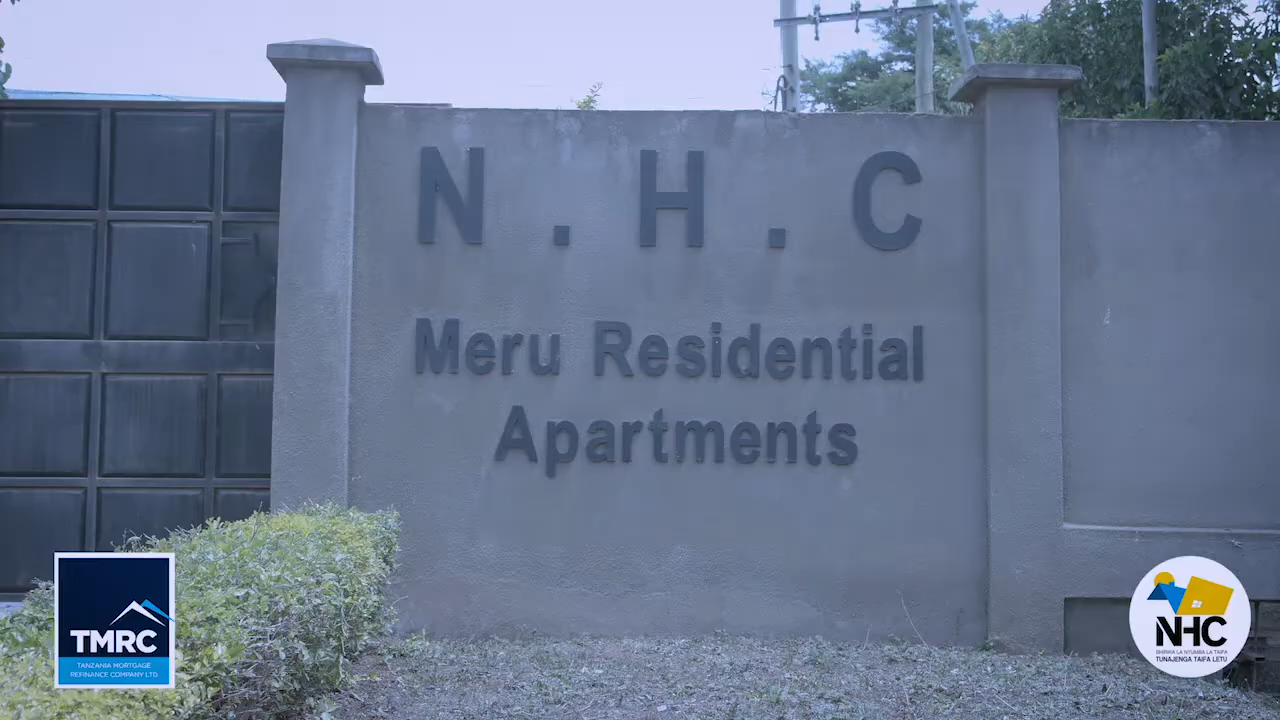 N.H.C
Meru Residential
Apartments
TMRC
TANZANIA MORTGAGE
REFINANCE COMPANY LTD.
NHC
SHIRIKA LA NYUMBA LA TAIFA
TUNAJENGA TAIFA LETU